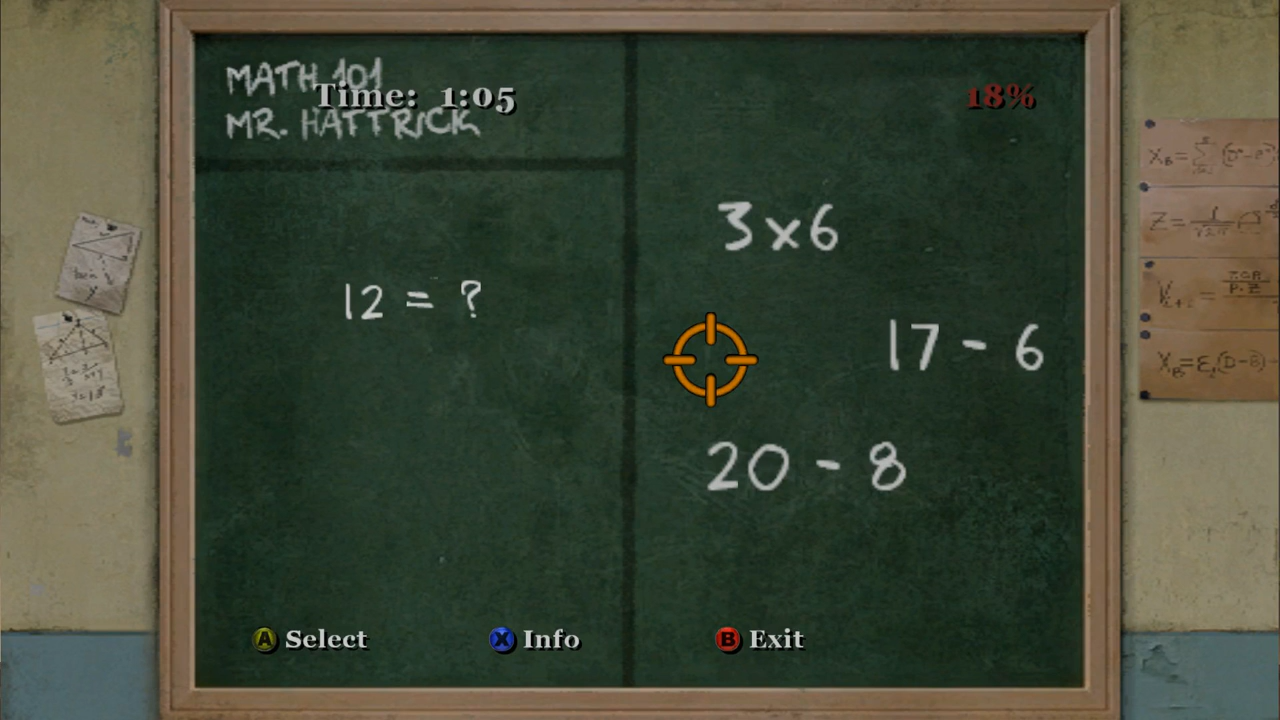 MATH 101
Time: 1:05
18%
MR. HATTRICK
3x6
12 = ?
17 - 6
20 - 8
A Select
X Info
B Exit